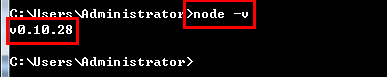 C:\Users\Administrator>node -v
v0.10.28
C:\Users\Administrator>